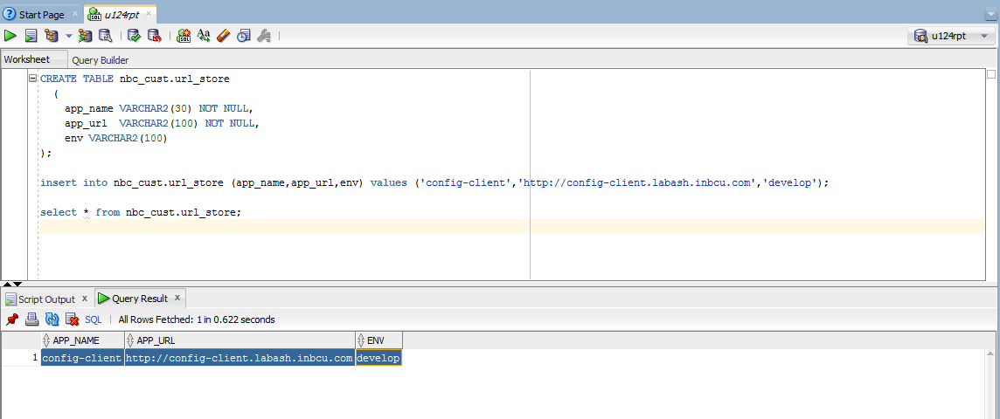 Start Page
u124rpt
u124rpt
Worksheet
Query Builder
CREATE TABLE nbc_cust.url_store
(
app_name VARCHAR2(30) NOT NULL,
app_url  VARCHAR2(100) NOT NULL,
env VARCHAR2(100)
);
insert into nbc_cust.url_store (app_name,app_url,env) values ('config-client','http://config-client.labash.inbcu.com','develop');
select * from nbc_cust.url_store;
Script Output x
Query Result x
SQL | All Rows Fetched: 1 in 0.622 seconds
APP_NAME APP_URL ENV
1 config-client http://config-client.labash.inbcu.com develop